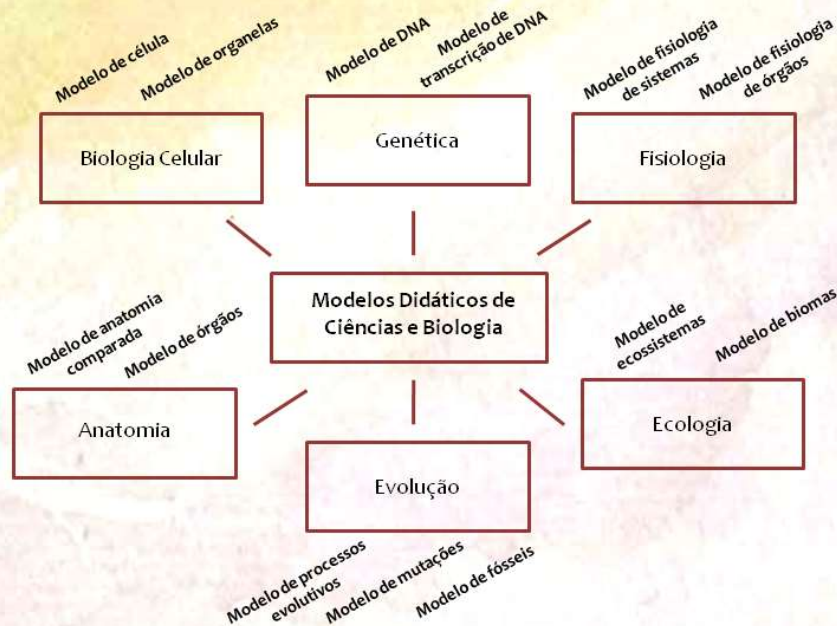 Modelo de célula
Modelo de organelas
Biologia Celular
Modelo de DNA
Modelo de
transcrição de DNA
Genética
Modelo de fisiologia
de sistemas
Modelo de fisiologia
de órgãos
Fisiologia
Modelos Didáticos de
Ciências e Biologia
Modelo de anatomia
comparada
Modelo de órgãos
Anatomia
Modelo de
ecossistemas
Modelo de biomas
Ecologia
Evolução
Modelo de processos
evolutivos
Modelo de mutações
Modelo de fósseis